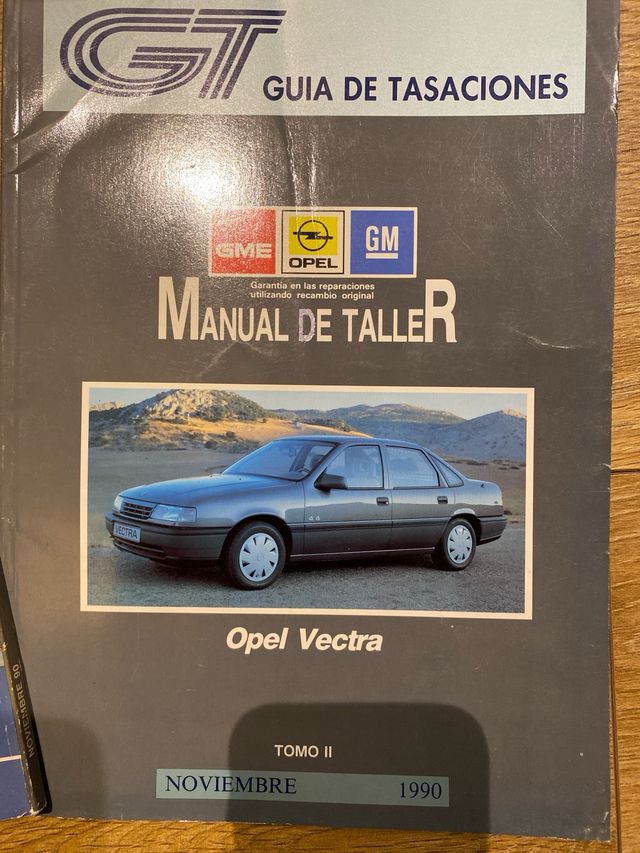 GT GUIA DE TASACIONES
GME OPEL GM
Garantía en las reparaciones
utilizando recambio original
MANUAL DE TALLER
4x4
VECTRA
Opel Vectra
TOMO II
NOVIEMBRE 1990
NOVIEMBRE 90